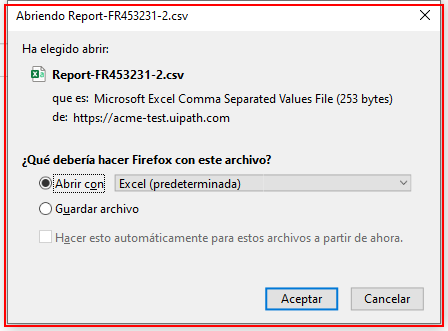 Abriendo Report-FR453231-2.csv
Ha elegido abrir:
Report-FR453231-2.csv
que es: Microsoft Excel Comma Separated Values File (253 bytes)
de: https://acme-test.uipath.com
¿Qué debería hacer Firefox con este archivo?
Abrir con Excel (predeterminada)
Guardar archivo
Hacer esto automáticamente para estos archivos a partir de ahora.
Aceptar Cancelar